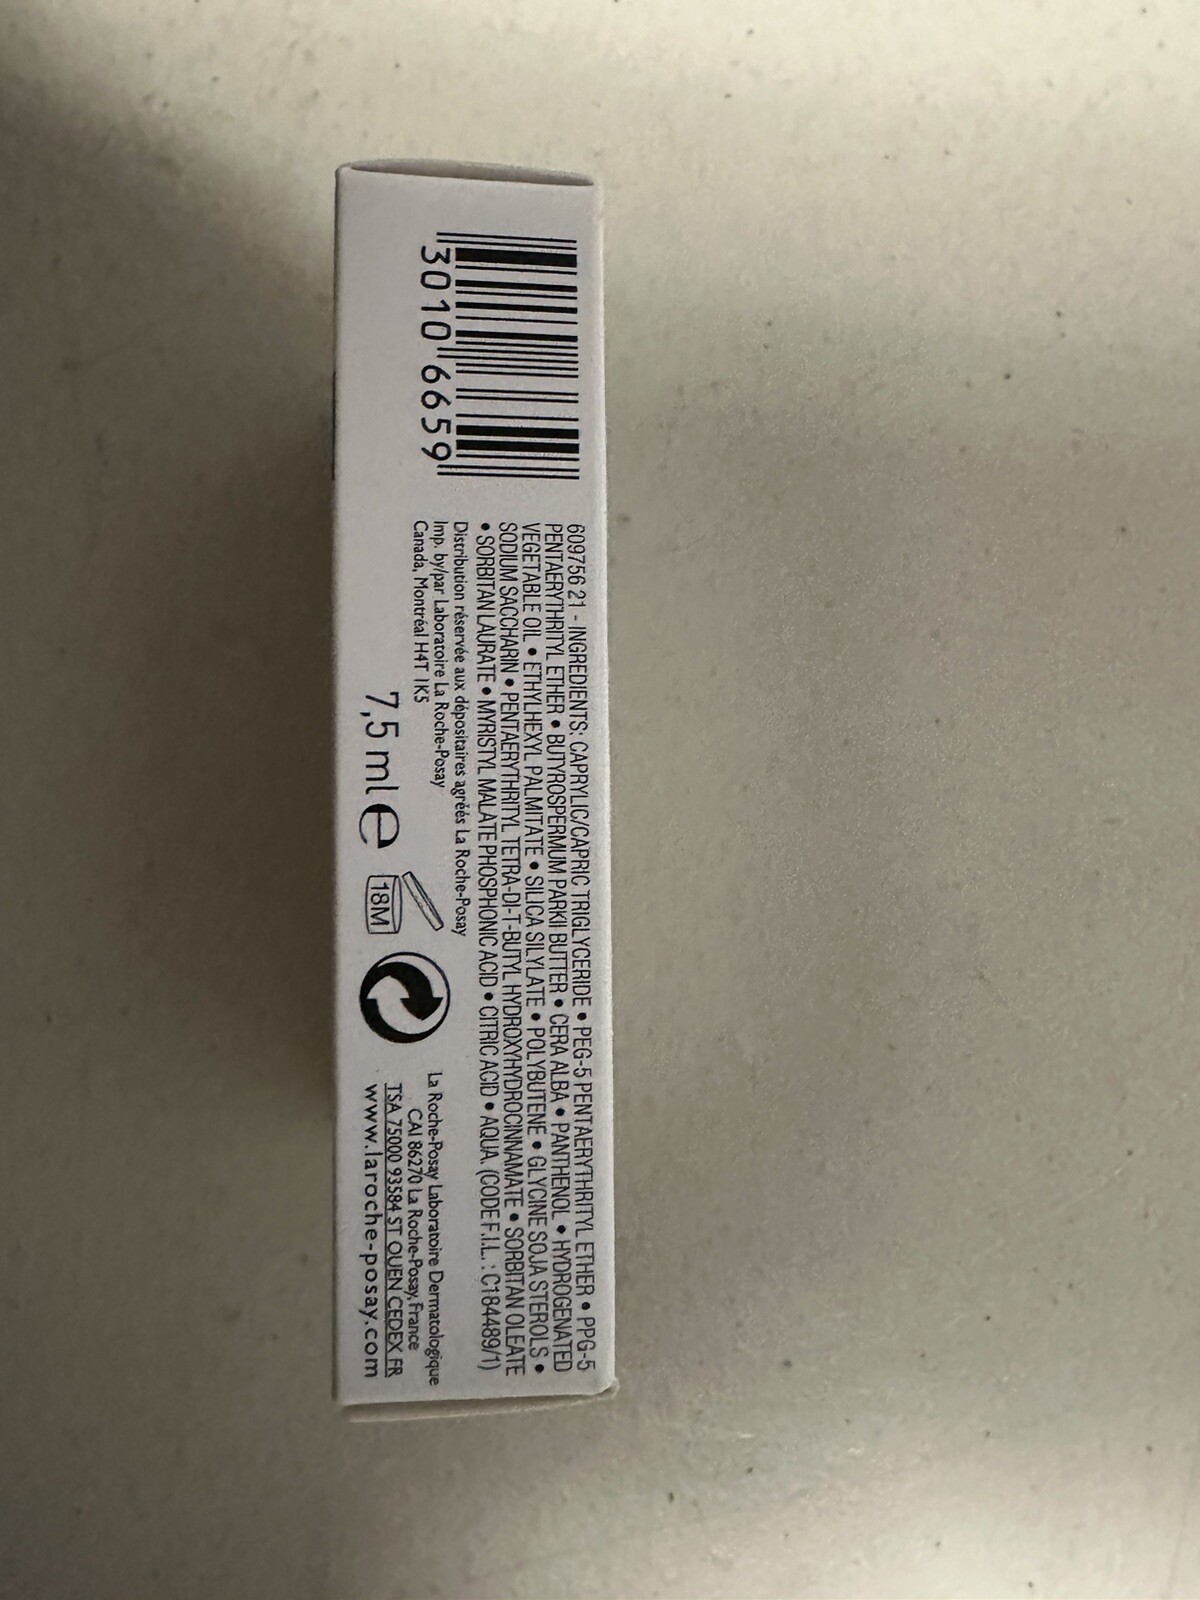 3010 6659
609756 21 - INGREDIENTS: CAPRYLIC/CAPRIC TRIGLYCERIDE • PEG-5 PENTAERYTHRITYL ETHER • PPG-5
PENTAERYTHRITYL ETHER • BUTYROSPERMUM PARKII BUTTER • CERA ALBA • PANTHENOL • HYDROGENATED
VEGETABLE OIL • ETHYLHEXYL PALMITATE • SILICA SILYLATE • POLYBUTENE • GLYCINE SOJA STEROLS •
SODIUM SACCHARIN • PENTAERYTHRITYL TETRA-DI-T-BUTYL HYDROXYHYDROCINNAMATE • SORBITAN OLEATE
• SORBITAN LAURATE • MYRISTYL MALATE PHOSPHONIC ACID • CITRIC ACID • AQUA. (CODE F.I.L. : C184489/1)
Distribution réservée aux dépositaires agréés La Roche-Posay
Imp. by/par Laboratoire La Roche-Posay
Canada, Montréal H4T 1K5
7,5 ml e
18M
La Roche-Posay Laboratoire Dermatologique
CAI 86270 La Roche-Posay, France
TSA 75000 93584 ST OUEN CEDEX FR
www.laroche-posay.com